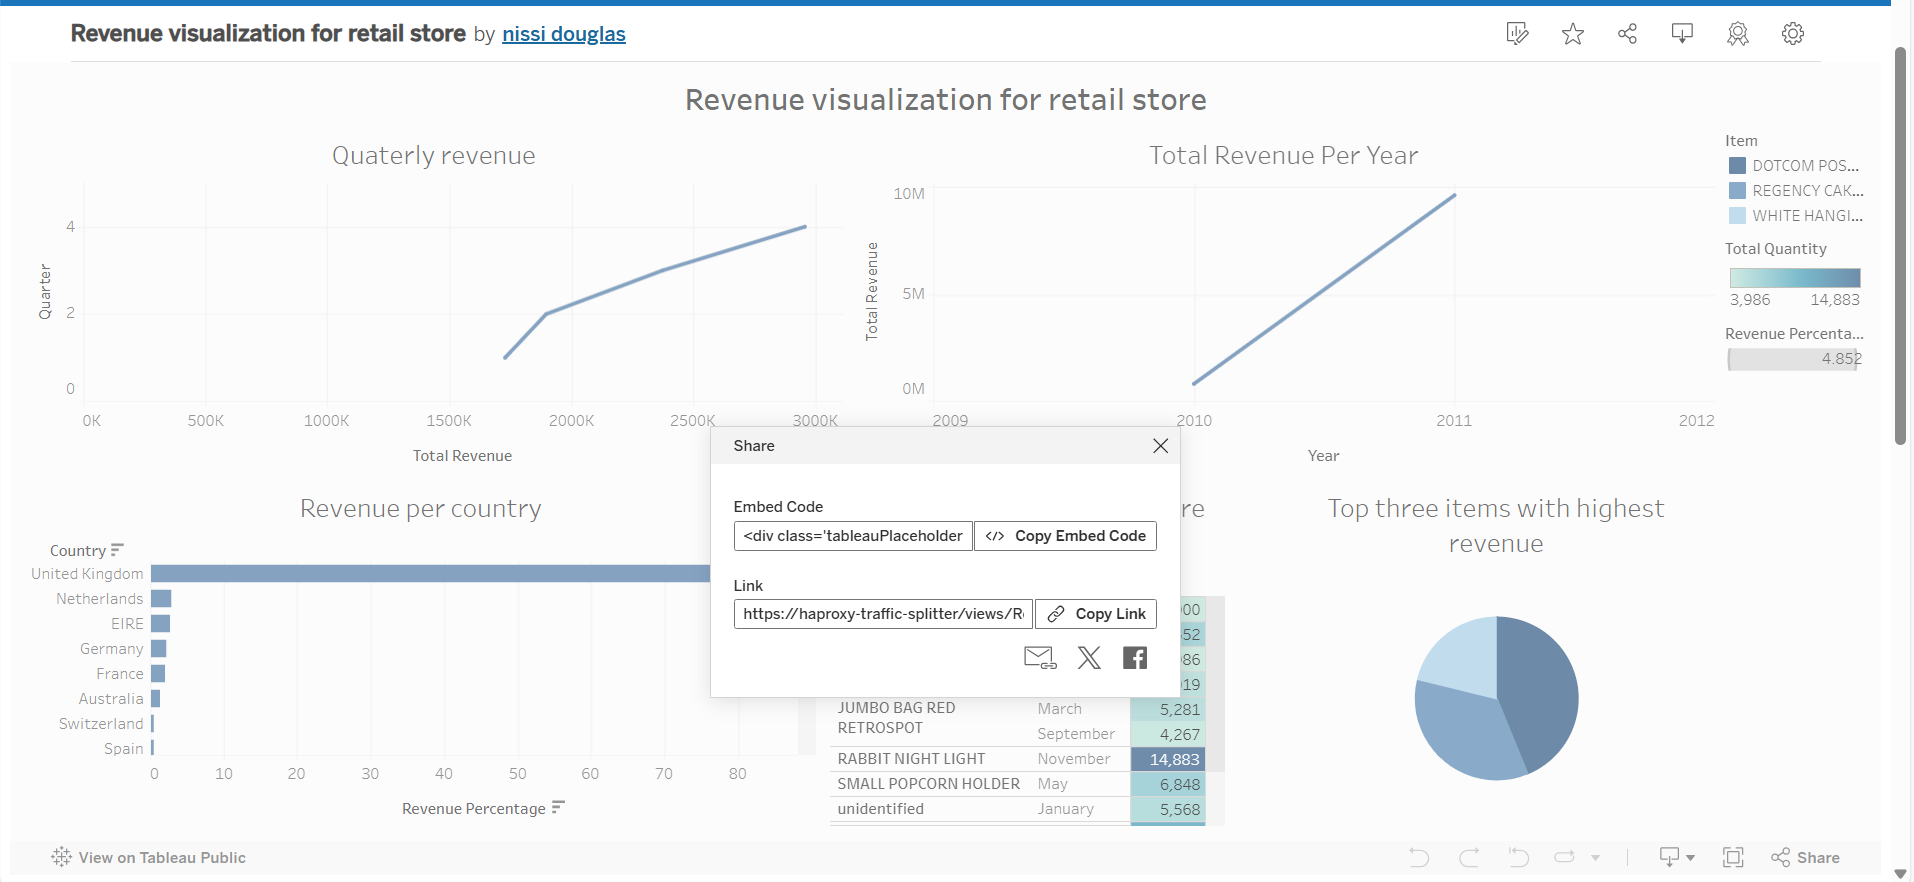 Revenue visualization for retail store by nissi douglas
Revenue visualization for retail store
Quaterly revenue
Quarter
4
2
0
0K 500K 1000K 1500K 2000K 2500K 3000K
Total Revenue
Total Revenue Per Year
Total Revenue
10M
5M
0M
2009 2010 2011 2012
Year
Item
DOTCOM POS...
REGENCY CAK...
WHITE HANGI...
Total Quantity
3,986 14,883
Revenue Percenta...
4.852
Share
Embed Code
<div class='tableauPlaceholder
Copy Embed Code
Link
https://haproxy-traffic-splitter/views/R
Copy Link
Revenue per country
Country
United Kingdom
Netherlands
EIRE
Germany
France
Australia
Switzerland
Spain
0 10 20 30 40 50 60 70 80
Revenue Percentage
re
00
52
86
19
JUMBO BAG RED
RETROSPOT
March 5,281
September 4,267
RABBIT NIGHT LIGHT November 14,883
SMALL POPCORN HOLDER May 6,848
unidentified January 5,568
Top three items with highest
revenue
View on Tableau Public
Share